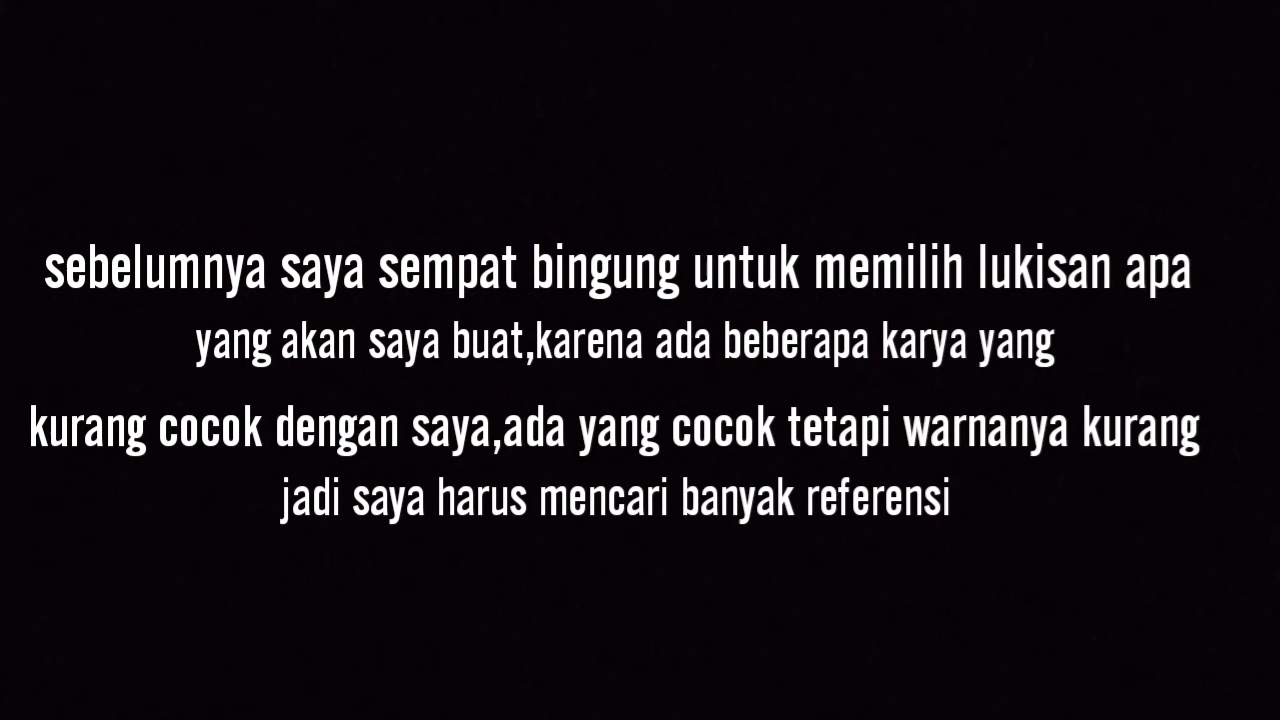 sebelumnya saya sempat bingung untuk memilih lukisan apa
yang akan saya buat,karena ada beberapa karya yang
kurang cocok dengan saya,ada yang cocok tetapi warnanya kurang
jadi saya harus mencari banyak referensi